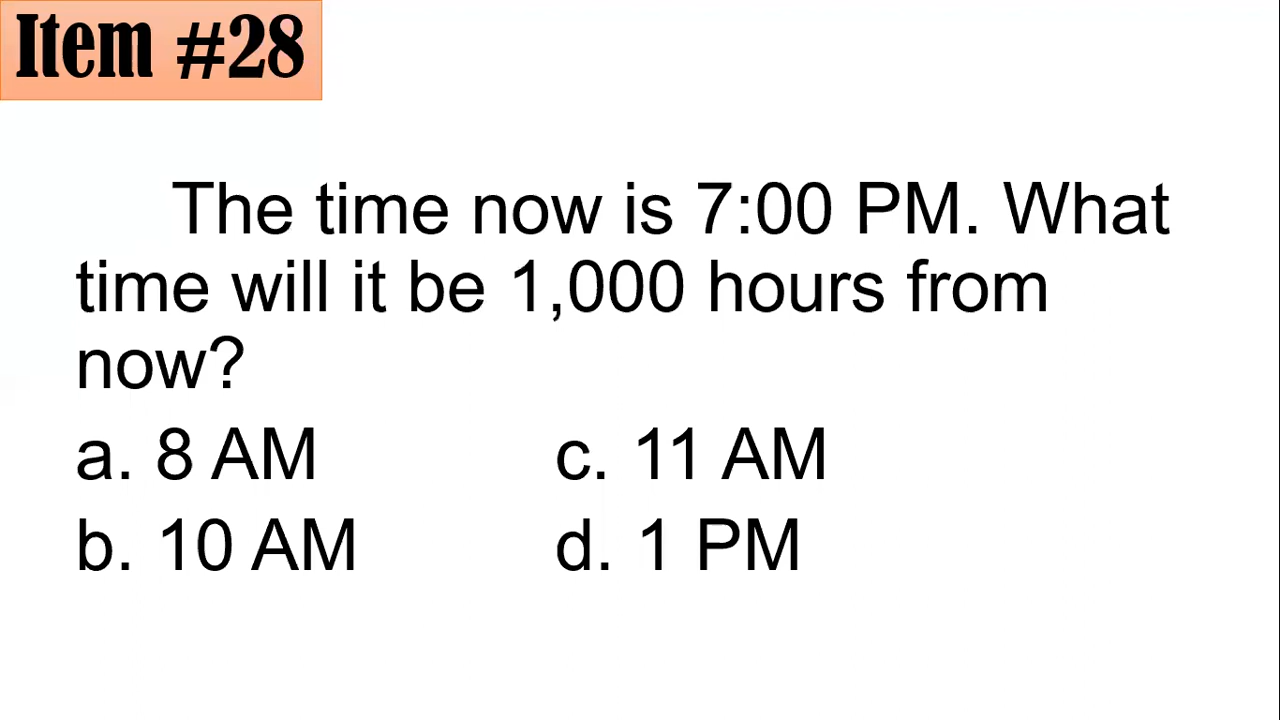 Item #28
The time now is 7:00 PM. What
time will it be 1,000 hours from
now?
a. 8 AM c. 11 AM
b. 10 AM d. 1 PM